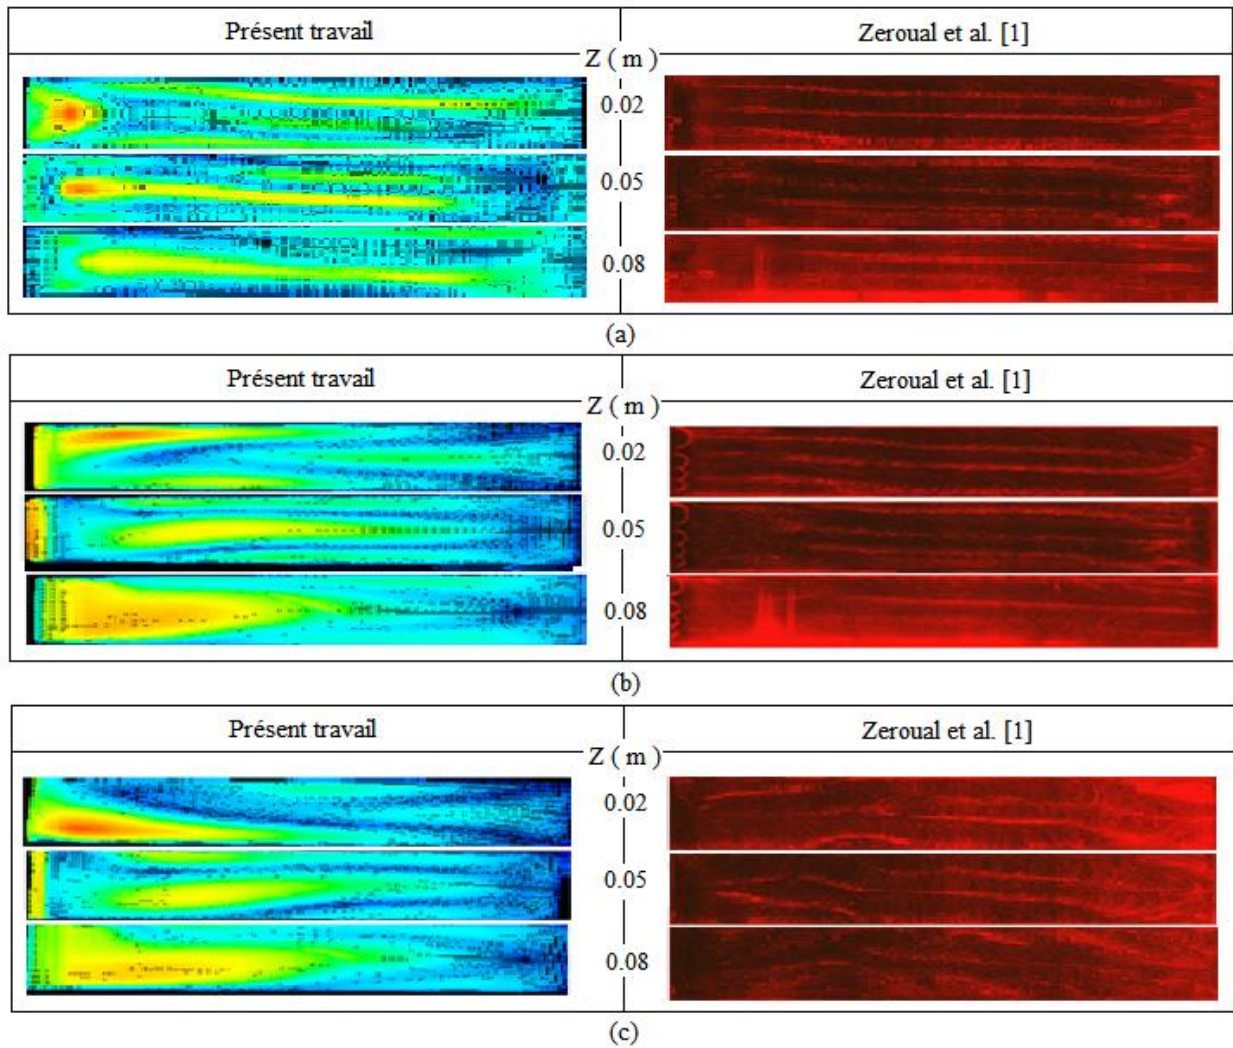 Présent travail Zeroual et al. [1]
Z ( m )
0.02
0.05
0.08
(a)
Présent travail Zeroual et al. [1]
Z ( m )
0.02
0.05
0.08
(b)
Présent travail Zeroual et al. [1]
Z ( m )
0.02
0.05
0.08
(c)